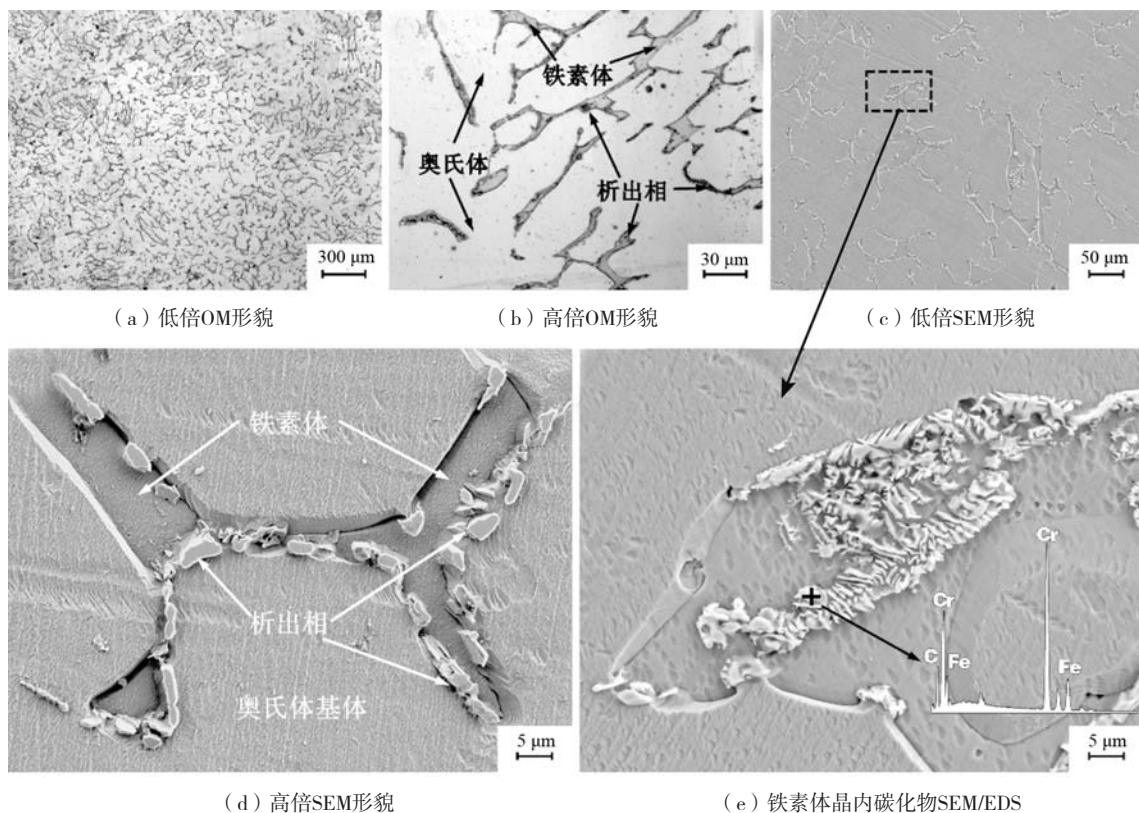 铁素体
奥氏体
析出相
300 μm
30 μm
50 μm
(a)低倍OM形貌
(b)高倍OM形貌
(c)低倍SEM形貌
铁素体
析出相
奥氏体基体
5 μm
Cr
Cr
C
Fe
Fe
5 μm
(d)高倍SEM形貌
(e)铁素体晶内碳化物SEM/EDS